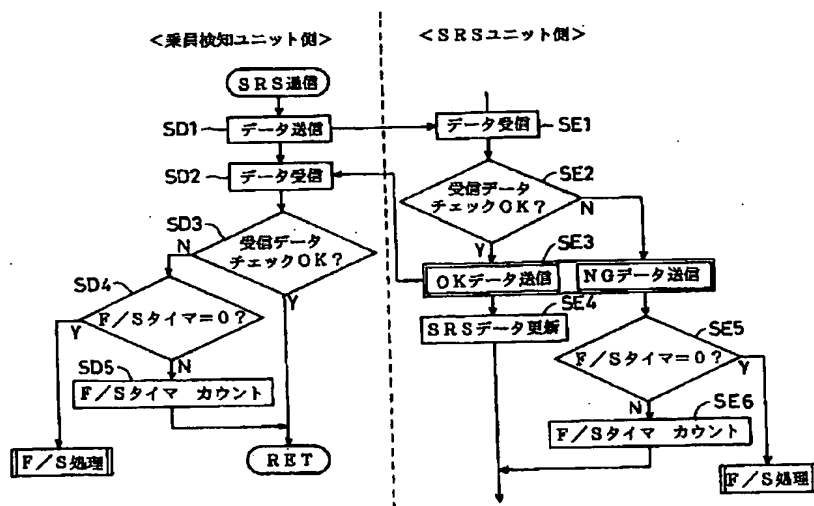 <乗員検知ユニット側>
<SRSユニット側>
SRS通信
SD1
データ送信
データ受信
SE1
SD2
データ受信
SE2
受信データ
チェックOK?
N
Y
SD3
N
受信データ
チェックOK?
Y
SE3
OKデータ送信
NGデータ送信
SD4
F/Sタイマ=0?
Y
N
SE4
SRSデータ更新
SE5
F/Sタイマ=0?
Y
N
SD5
F/Sタイマ カウント
SE6
F/Sタイマ カウント
F/S処理
RET
F/S処理